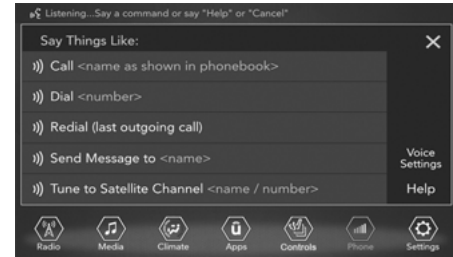 Listening...Say a command or say "Help" or "Cancel"
Say Things Like:
Call <name as shown in phonebook>
Dial <number>
Redial (last outgoing call)
Send Message to <name>
Voice
Settings
Tune to Satellite Channel <name / number>
Help
Radio
Media
Climate
Apps
Controls
Phone
Settings